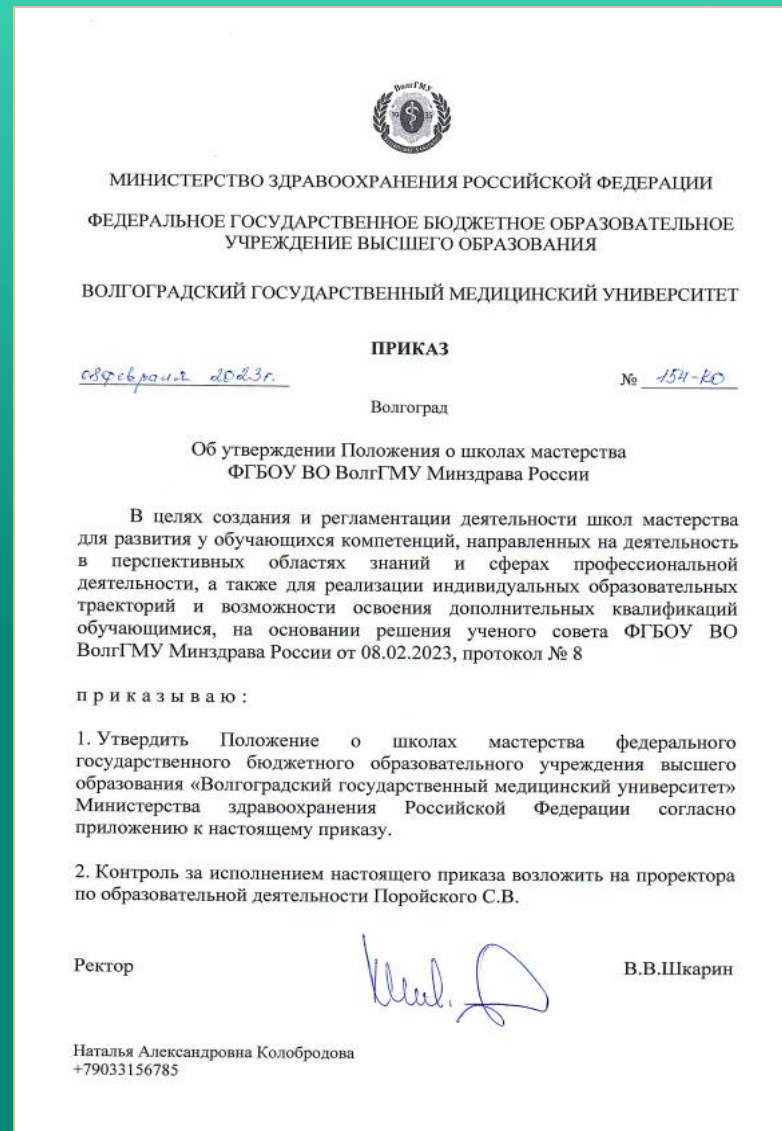 ВолгГМУ
19 35
МИНИСТЕРСТВО ЗДРАВООХРАНЕНИЯ РОССИЙСКОЙ ФЕДЕРАЦИИ
ФЕДЕРАЛЬНОЕ ГОСУДАРСТВЕННОЕ БЮДЖЕТНОЕ ОБРАЗОВАТЕЛЬНОЕ
УЧРЕЖДЕНИЕ ВЫСШЕГО ОБРАЗОВАНИЯ
ВОЛГОГРАДСКИЙ ГОСУДАРСТВЕННЫЙ МЕДИЦИНСКИЙ УНИВЕРСИТЕТ
ПРИКАЗ
08 февраля 2023г. № 154-КО
Волгоград
Об утверждении Положения о школах мастерства
ФГБОУ ВО ВолгГМУ Минздрава России
В целях создания и регламентации деятельности школ мастерства
для развития у обучающихся компетенций, направленных на деятельность
в перспективных областях знаний и сферах профессиональной
деятельности, а также для реализации индивидуальных образовательных
траекторий и возможности освоения дополнительных квалификаций
обучающимися, на основании решения ученого совета ФГБОУ ВО
ВолгГМУ Минздрава России от 08.02.2023, протокол № 8
п р и к а з ы в а ю :
1. Утвердить Положение о школах мастерства федерального
государственного бюджетного образовательного учреждения высшего
образования «Волгоградский государственный медицинский университет»
Министерства здравоохранения Российской Федерации согласно
приложению к настоящему приказу.
2. Контроль за исполнением настоящего приказа возложить на проректора
по образовательной деятельности Поройского С.В.
Ректор В.В.Шкарин
Наталья Александровна Колобродова
+79033156785